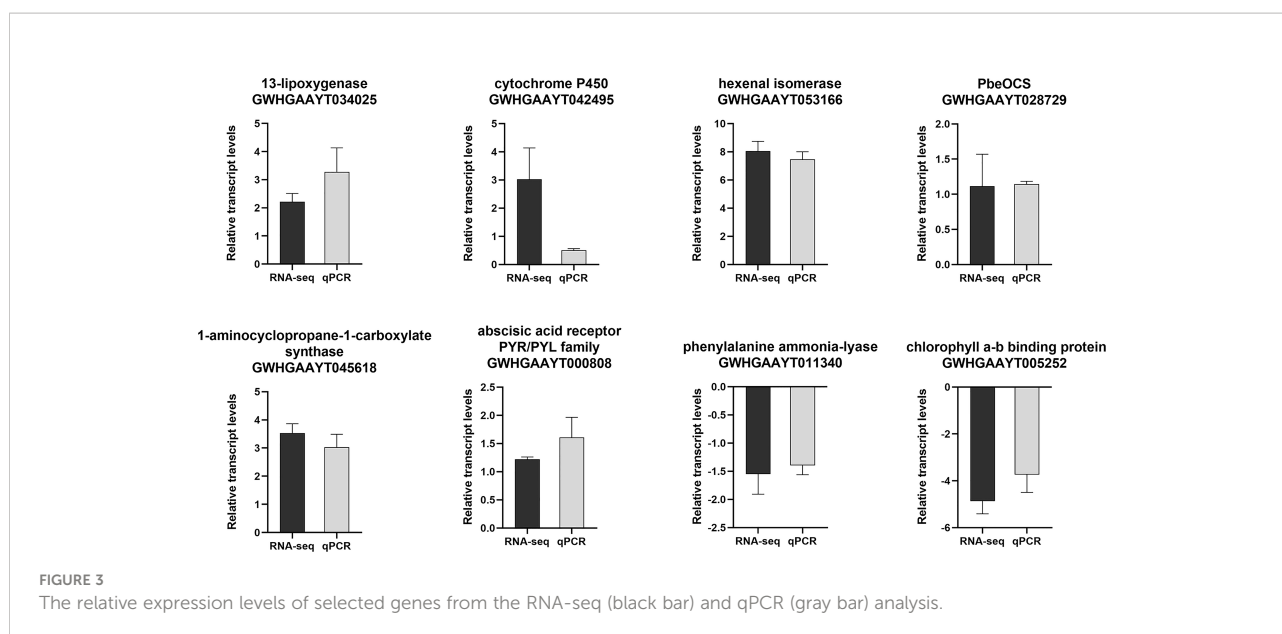 13-lipoxygenase
GWHGAAYT034025
Relative transcript levels
5
4
3
2
1
0
RNA-seq qPCR
cytochrome P450
GWHGAAYT042495
Relative transcript levels
5
4
3
2
1
0
RNA-seq qPCR
hexenal isomerase
GWHGAAYT053166
Relative transcript levels
10
8
6
4
2
0
RNA-seq qPCR
PbeOCS
GWHGAAYT028729
Relative transcript levels
2.0
1.5
1.0
0.5
0.0
RNA-seq qPCR
1-aminocyclopropane-1-carboxylate
synthase
GWHGAAYT045618
Relative transcript levels
5
4
3
2
1
0
RNA-seq qPCR
abscisic acid receptor
PYR/PYL family
GWHGAAYT000808
Relative transcript levels
2.5
2.0
1.5
1.0
0.5
0.0
RNA-seq qPCR
phenylalanine ammonia-lyase
GWHGAAYT011340
Relative transcript levels
0.0
-0.5
-1.0
-1.5
-2.0
-2.5
RNA-seq qPCR
chlorophyll a-b binding protein
GWHGAAYT005252
Relative transcript levels
0
-2
-4
-6
RNA-seq qPCR
FIGURE 3
The relative expression levels of selected genes from the RNA-seq (black bar) and qPCR (gray bar) analysis.